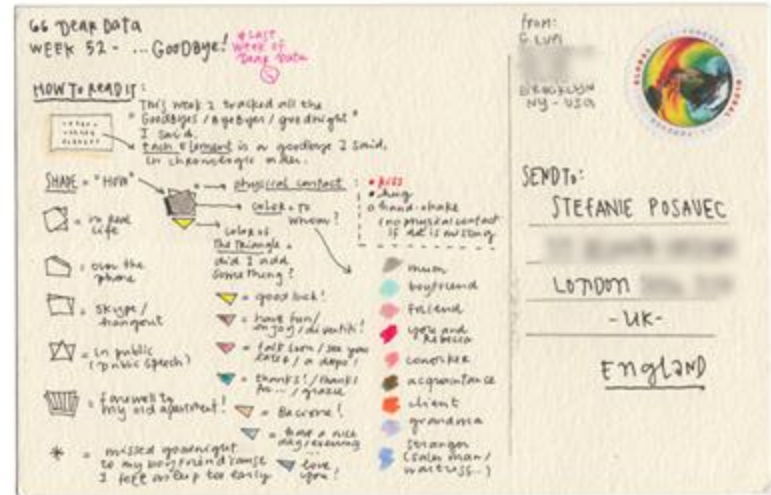 GG DEAR DATA
WEEK 52 - ... GOODBYE!
* LAST
WEEK OF
DEAR DATA
HOW TO READ IT:
This week I tracked all the
"Goodbyes / ByeByes / goodnight"
I said.
Each Element is a goodbye I said,
in chronologic order.
SHAPE = "HOW"
= in real
life
= over the
phone
= skype /
hangout
= in public
(public speech)
= farewell to
my old apartment!
* = missed goodnight
to my boyfriend cause
I fell asleep too early
physical contact:
• kiss
• hug
o hand-shake
(no physical contact
if dot is missing
color = to
whom?
color of
the triangle =
did I add
something?
= good luck!
= have fun /
enjoy / divertiti!
= talk soon / see you
later / a dopo!
= thanks! / thanks
for... / grazie
= Bacione!
= have a nice
day / evening
...
= love
you!
mum
boyfriend
friend
you and
Rebecca
coworker
acquaintance
client
grandma
stranger
(sales man /
waitress..)
from:
G. LUPI
BROOKLYN
NY - USA
GLOBAL
FOREVER
SEND TO:
STEFANIE POSAVEC
LONDON
- UK -
ENGLAND